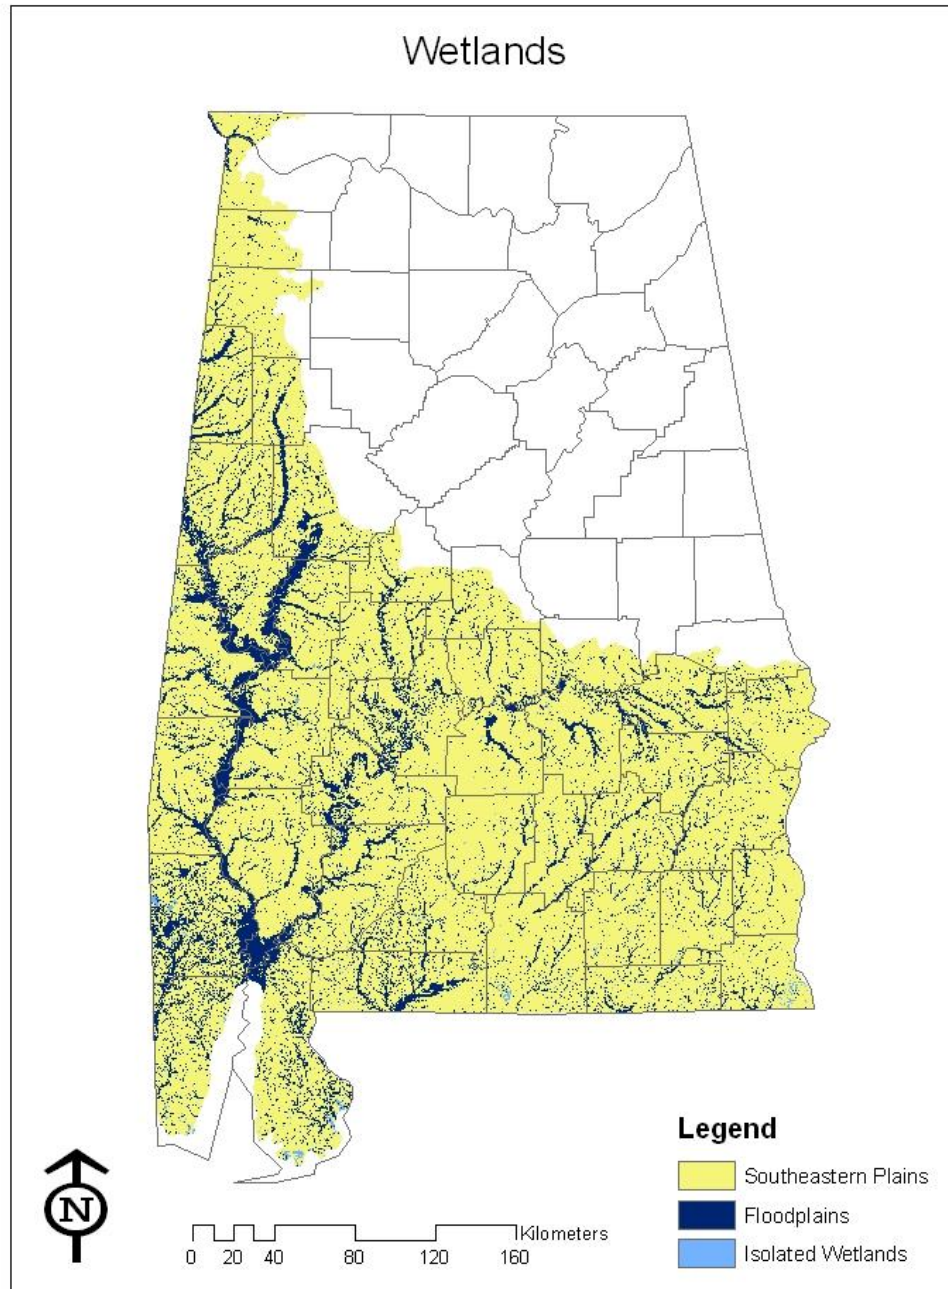 Wetlands
Legend
Southeastern Plains
Floodplains
Isolated Wetlands
N
Kilometers
0 20 40 80 120 160